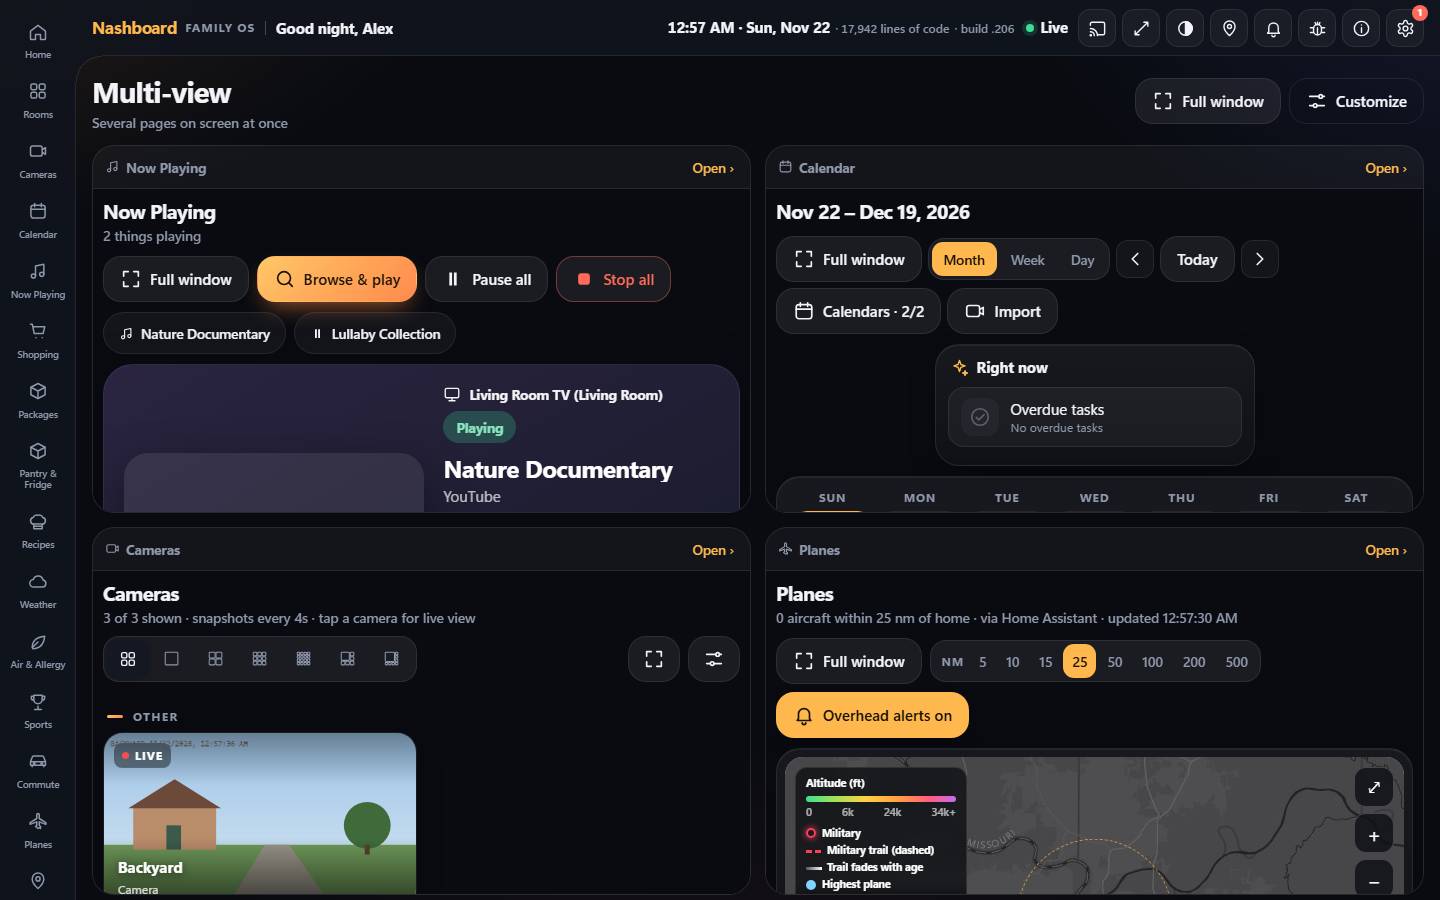 Nashboard FAMILY OS Good night, Alex
12:57 AM · Sun, Nov 22 · 17,942 lines of code · build .206 Live
1
Home
Rooms
Cameras
Calendar
Now Playing
Shopping
Packages
Pantry &
Fridge
Recipes
Weather
Air & Allergy
Sports
Commute
Planes
Multi-view
Several pages on screen at once
Full window
Customize
Now Playing
Open ›
Now Playing
2 things playing
Full window
Browse & play
Pause all
Stop all
Nature Documentary
Lullaby Collection
Living Room TV (Living Room)
Playing
Nature Documentary
YouTube
Calendar
Open ›
Nov 22 – Dec 19, 2026
Full window
Month Week Day
Today
Calendars · 2/2
Import
Right now
Overdue tasks
No overdue tasks
SUN MON TUE WED THU FRI SAT
Cameras
Open ›
Cameras
3 of 3 shown · snapshots every 4s · tap a camera for live view
OTHER
LIVE
Backyard
Camera
Planes
Open ›
Planes
0 aircraft within 25 nm of home · via Home Assistant · updated 12:57:30 AM
Full window
NM 5 10 15 25 50 100 200 500
Overhead alerts on
Altitude (ft)
0 6k 24k 34k+
Military
Military trail (dashed)
Trail fades with age
Highest plane
MISSOURI
+
−